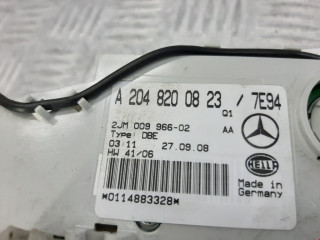 A 204 820 08 23 / 7E94
Q1
2JM 009 966-02 AA
Type: DBE
03 11 27.09.08
HW 41/06
HELLA
Made in
Germany
*0114883328*